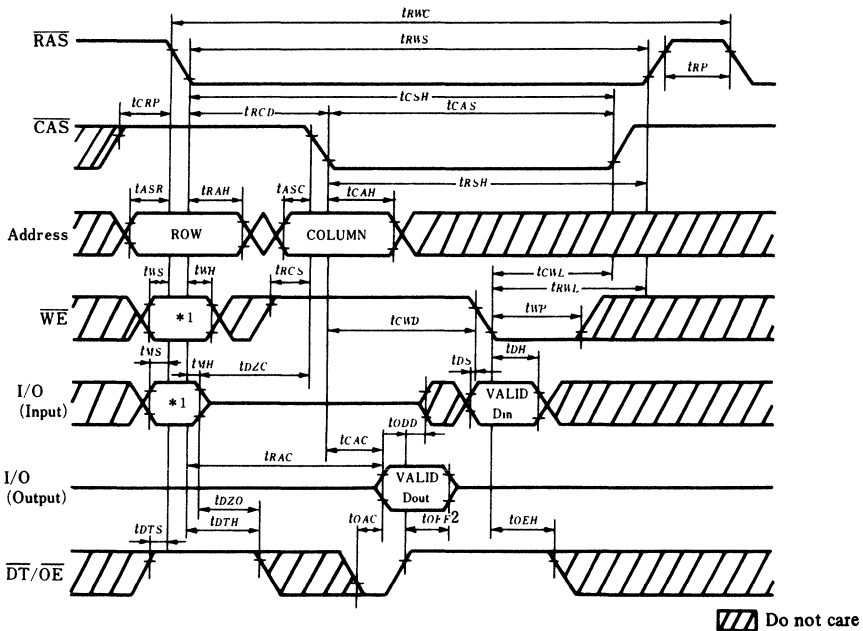 tRWC
RAS
tRWS
tRP
tCSH
tCRP
tRCD
tCAS
CAS
tRSH
tASR
tRAH
tASC
tCAH
Address
ROW
COLUMN
tWS
tWH
tRCS
tCWL
tRWL
WE
*1
tCWD
tWP
tMS
tMH
tDZC
tDS
tDH
I/O
(Input)
*1
VALID
Din
tODD
tCAC
tRAC
I/O
(Output)
VALID
Dout
tDZO
tDTS
tDTH
tOAC
tOFF2
tOEH
DT/OE
Do not care